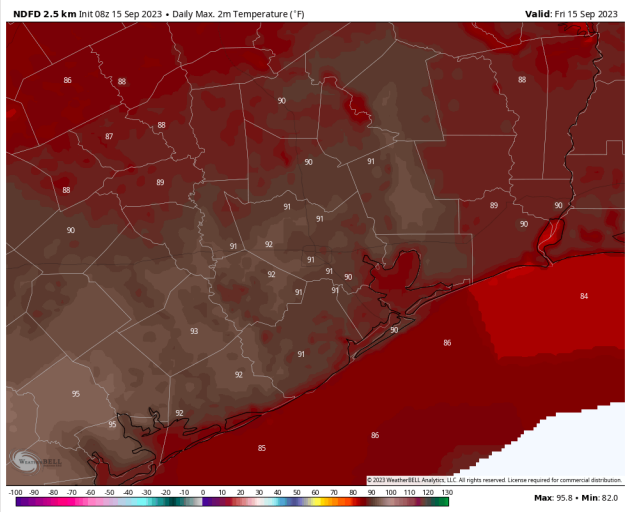 NDFD 2.5 km Init 08z 15 Sep 2023 • Daily Max. 2m Temperature (°F) Valid: Fri 15 Sep 2023
86 88 88
90
88
87
90 91
89
88 89 90
91
91 90
90
91 92
91
92 91 90
91 91
84
93 90
86
91
92
95
92
95
86
85
WEATHERBELL
© 2023 WeatherBELL Analytics, LLC. All rights reserved. License required for commercial distribution.
-100 -90 -80 -70 -60 -50 -40 -30 -20 -10 0 10 20 30 40 50 60 70 80 90 100 110 120 130
Max: 95.8 • Min: 82.0